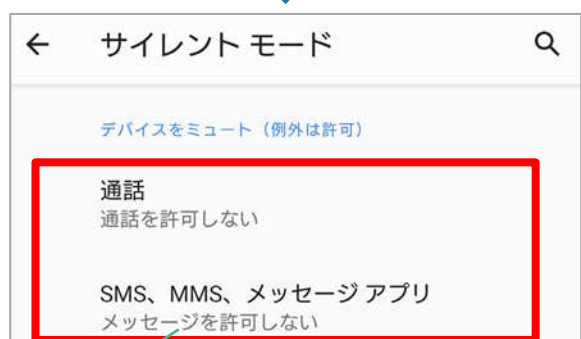 サイレント モード
デバイスをミュート（例外は許可）
通話
通話を許可しない
SMS、MMS、メッセージ アプリ
メッセージを許可しない